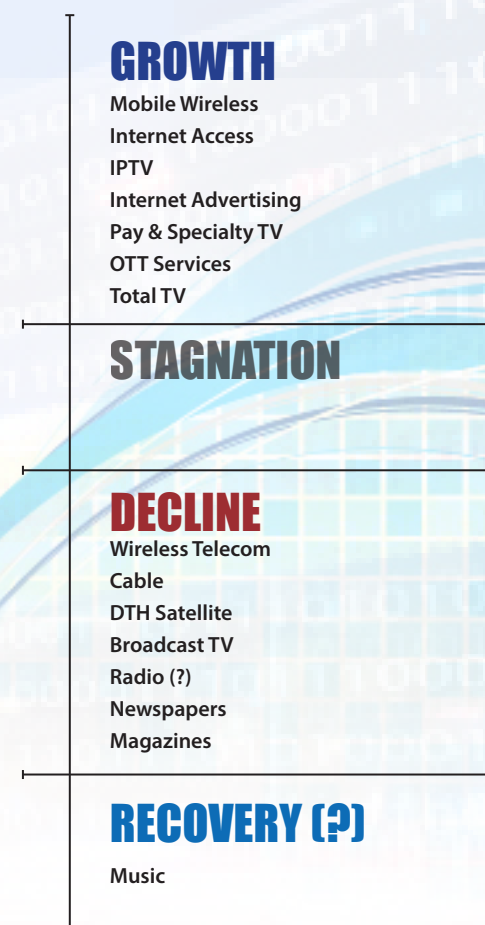 GROWTH
Mobile Wireless
Internet Access
IPTV
Internet Advertising
Pay & Specialty TV
OTT Services
Total TV
STAGNATION
DECLINE
Wireless Telecom
Cable
DTH Satellite
Broadcast TV
Radio (?)
Newspapers
Magazines
RECOVERY (?)
Music